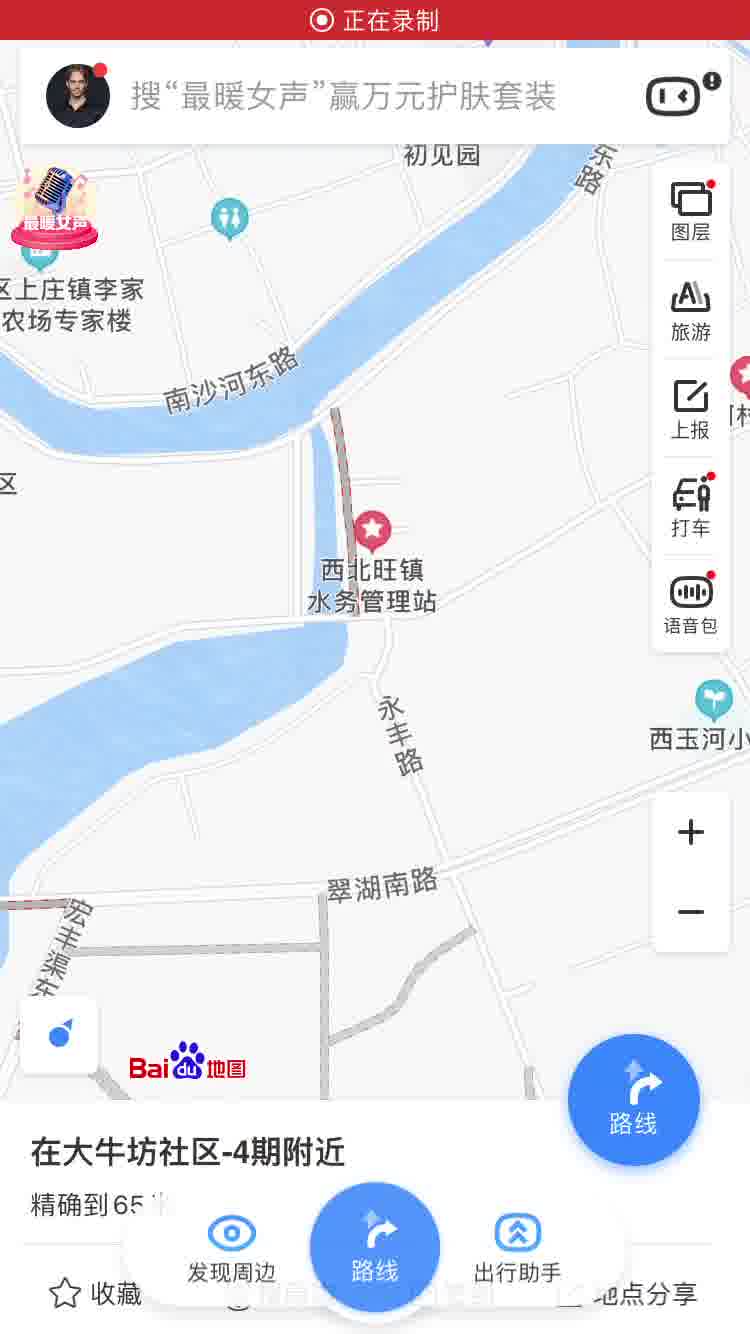 正在录制
搜“最暖女声”赢万元护肤套装
初见园
东路
图层
最暖女声
区上庄镇李家
农场专家楼
旅游
南沙河东路
上报
区
打车
西北旺镇
水务管理站
语音包
永丰路
西玉河小
翠湖南路
宏丰渠东
Baidu地图
路线
在大牛坊社区-4期附近
精确到65米
发现周边
路线
出行助手
收藏
地点分享